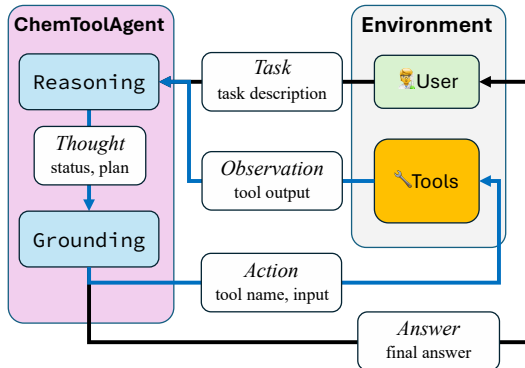 ChemToolAgent
Environment
Reasoning
Task
task description
User
Thought
status, plan
Observation
tool output
Tools
Grounding
Action
tool name, input
Answer
final answer